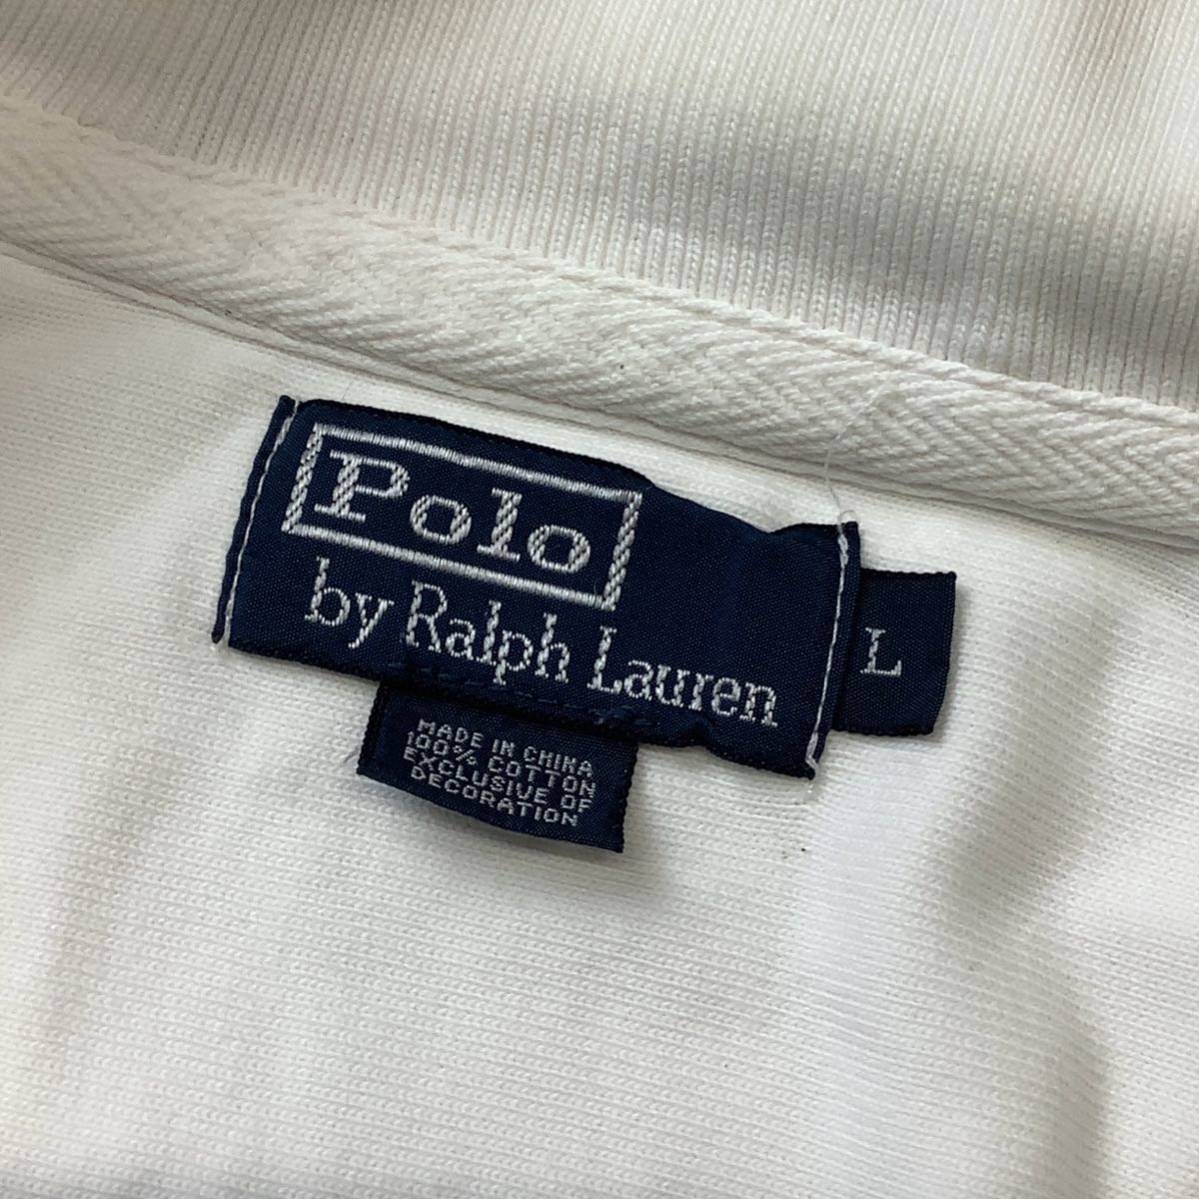 Polo
by Ralph Lauren
L
MADE IN CHINA
100% COTTON
EXCLUSIVE OF
DECORATION